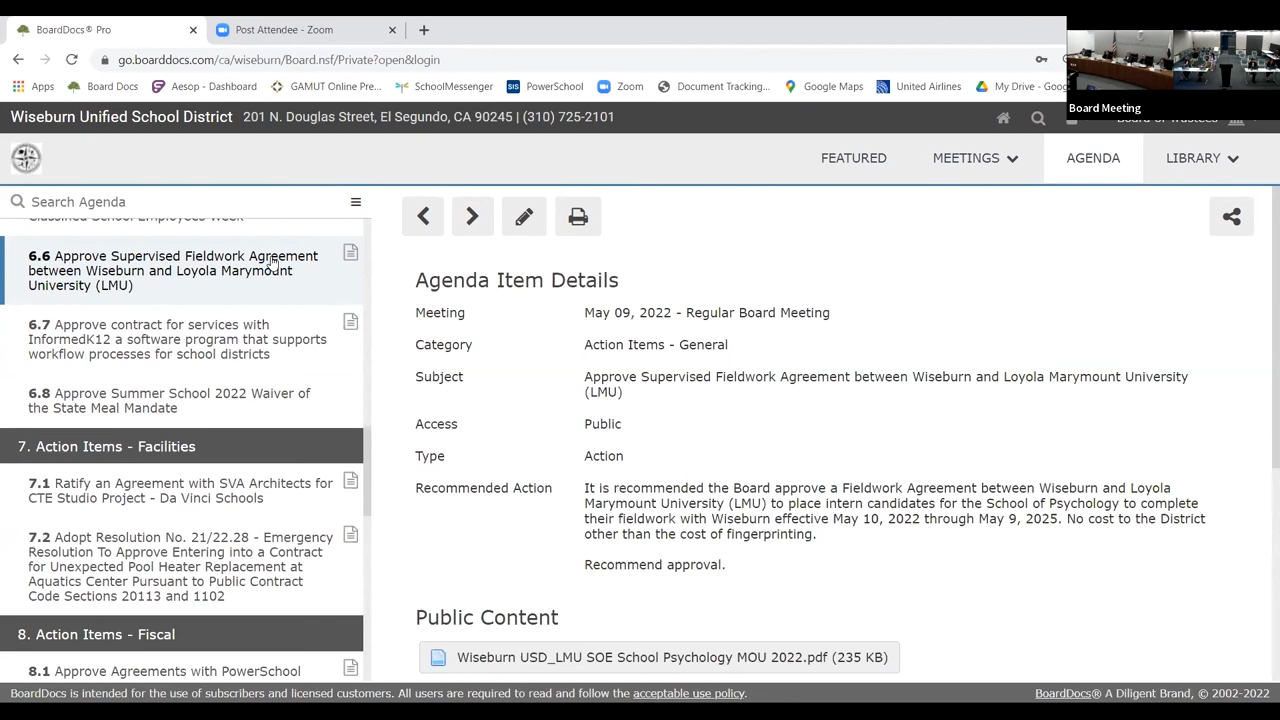 BoardDocs® Pro
Post Attendee - Zoom
go.boarddocs.com/ca/wiseburn/Board.nsf/Private?open&login
Apps
Board Docs
Aesop - Dashboard
GAMUT Online Pre...
SchoolMessenger
SIS
PowerSchool
Zoom
Document Tracking...
Google Maps
United Airlines
My Drive - Goog
Board Meeting
Wiseburn Unified School District 201 N. Douglas Street, El Segundo, CA 90245 | (310) 725-2101
Board of Trustees
FEATURED
MEETINGS
AGENDA
LIBRARY
Search Agenda
Classified School Employees Week
6.6 Approve Supervised Fieldwork Agreement
between Wiseburn and Loyola Marymount
University (LMU)
6.7 Approve contract for services with
InformedK12 a software program that supports
workflow processes for school districts
6.8 Approve Summer School 2022 Waiver of
the State Meal Mandate
7. Action Items - Facilities
7.1 Ratify an Agreement with SVA Architects for
CTE Studio Project - Da Vinci Schools
7.2 Adopt Resolution No. 21/22.28 - Emergency
Resolution To Approve Entering into a Contract
for Unexpected Pool Heater Replacement at
Aquatics Center Pursuant to Public Contract
Code Sections 20113 and 1102
8. Action Items - Fiscal
8.1 Approve Agreements with PowerSchool
Agenda Item Details
Meeting May 09, 2022 - Regular Board Meeting
Category Action Items - General
Subject Approve Supervised Fieldwork Agreement between Wiseburn and Loyola Marymount University
(LMU)
Access Public
Type Action
Recommended Action It is recommended the Board approve a Fieldwork Agreement between Wiseburn and Loyola
Marymount University (LMU) to place intern candidates for the School of Psychology to complete
their fieldwork with Wiseburn effective May 10, 2022 through May 9, 2025. No cost to the District
other than the cost of fingerprinting.
Recommend approval.
Public Content
Wiseburn USD_LMU SOE School Psychology MOU 2022.pdf (235 KB)
BoardDocs is intended for the use of subscribers and licensed customers. All users are required to read and follow the acceptable use policy.
BoardDocs® A Diligent Brand, © 2002-2022